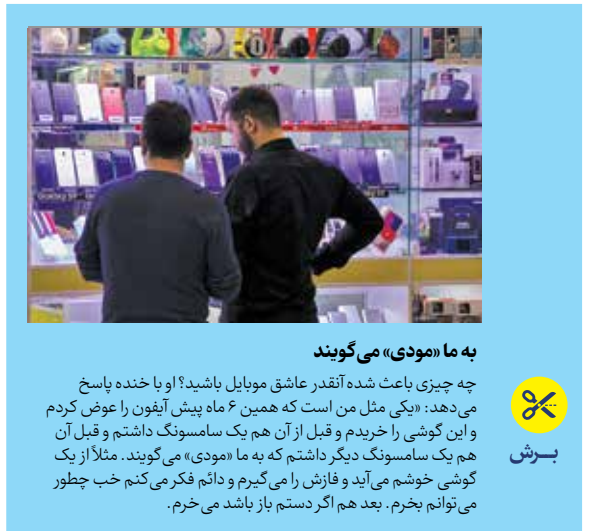 به ما «مودی» می‌گویند
چه چیزی باعث شده آنقدر عاشق موبایل باشید؟ او با خنده پاسخ
می‌دهد: «یکی مثل من است که همین ۶ ماه پیش آیفون را عوض کردم
و این گوشی را خریدم و قبل از آن هم یک سامسونگ داشتم و قبل آن
هم یک سامسونگ دیگر داشتم که به ما «مودی» می‌گویند. مثلاً از یک
گوشی خوشم می‌آید و فازش را می‌گیرم و دائم فکر می‌کنم خب چطور
می‌توانم بخرم. بعد هم اگر دستم باز باشد می‌خرم.
بــرش